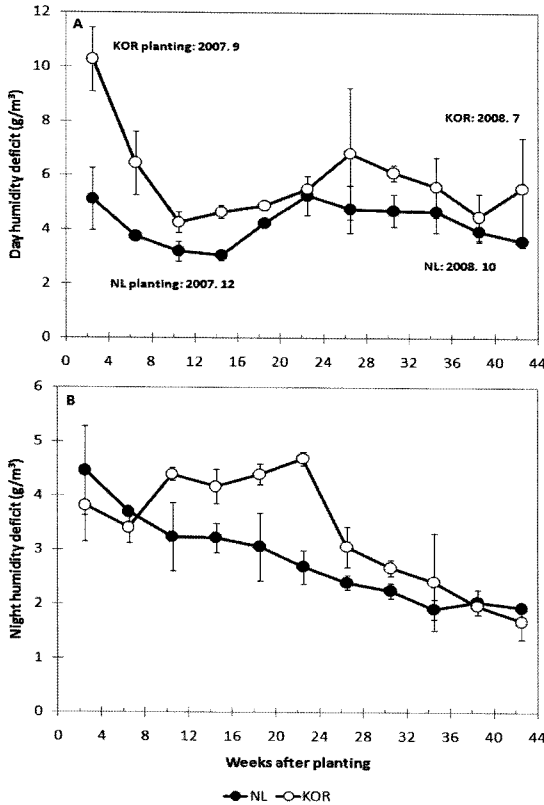 12
A
KOR planting: 2007. 9
10
8
KOR: 2008. 7
6
4
2
NL planting: 2007. 12
NL: 2008. 10
0
Day humidity deficit (g/m³)
0 4 8 12 16 20 24 28 32 36 40 44
6
B
5
4
3
2
1
0
Night humidity deficit (g/m³)
0 4 8 12 16 20 24 28 32 36 40 44
Weeks after planting
NL KOR